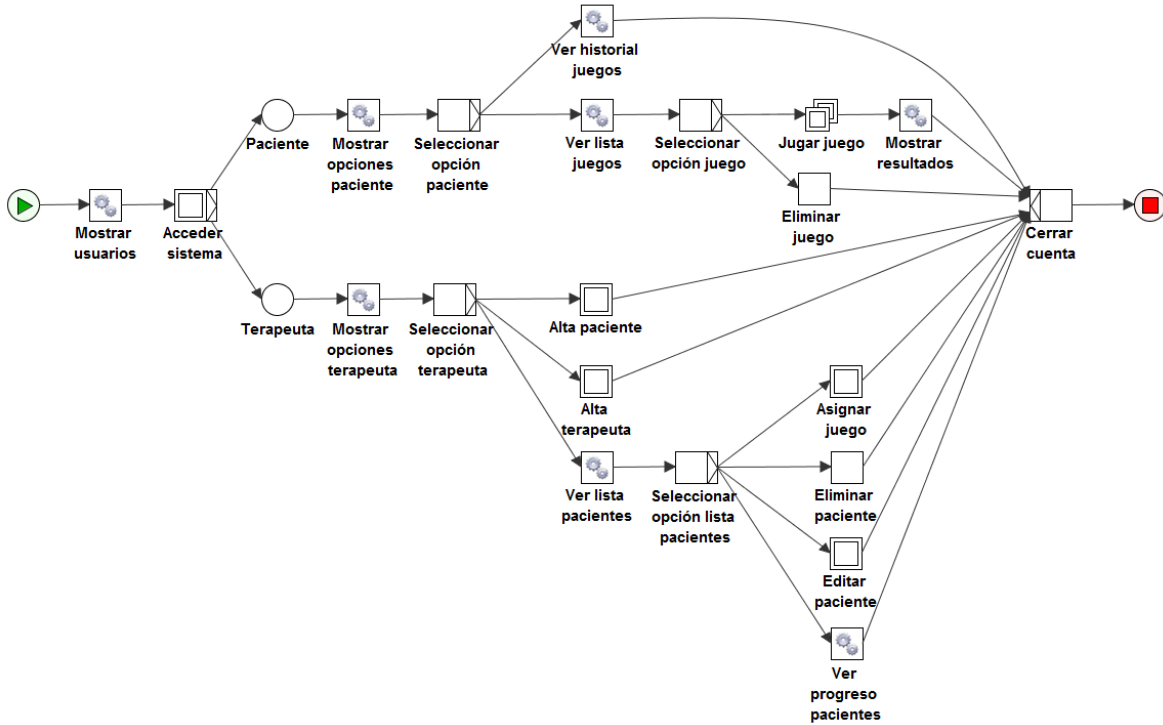 Ver historial
juegos
Paciente
Mostrar
opciones
paciente
Seleccionar
opción
paciente
Ver lista
juegos
Seleccionar
opción juego
Jugar juego
Mostrar
resultados
Eliminar
juego
Mostrar
usuarios
Acceder
sistema
Cerrar
cuenta
Terapeuta
Mostrar
opciones
terapeuta
Seleccionar
opción
terapeuta
Alta paciente
Alta
terapeuta
Asignar
juego
Ver lista
pacientes
Seleccionar
opción lista
pacientes
Eliminar
paciente
Editar
paciente
Ver
progreso
pacientes